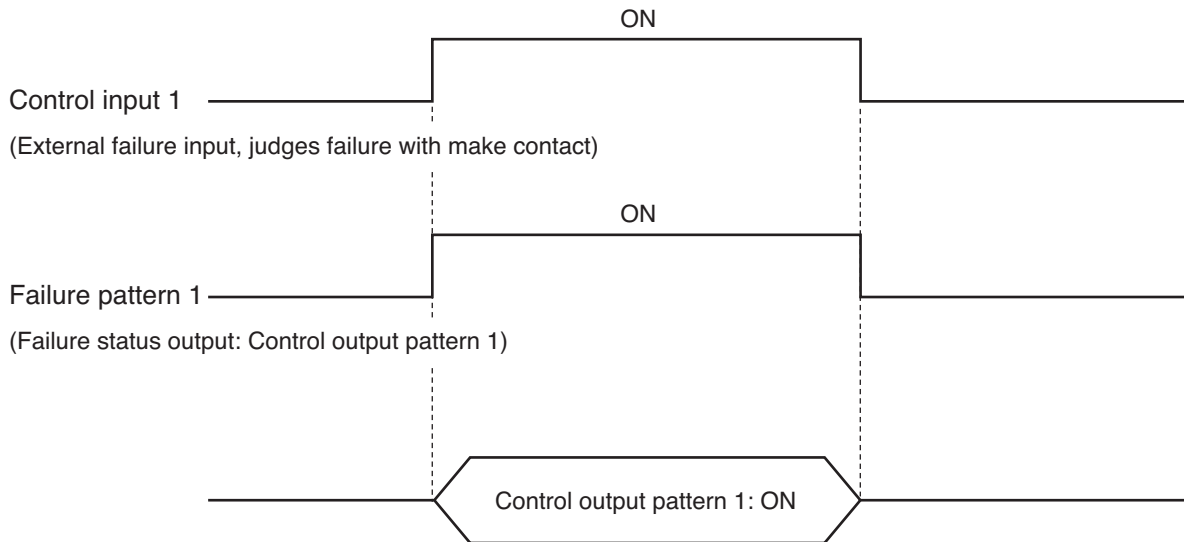 ON
Control input 1
(External failure input, judges failure with make contact)
ON
Failure pattern 1
(Failure status output: Control output pattern 1)
Control output pattern 1: ON